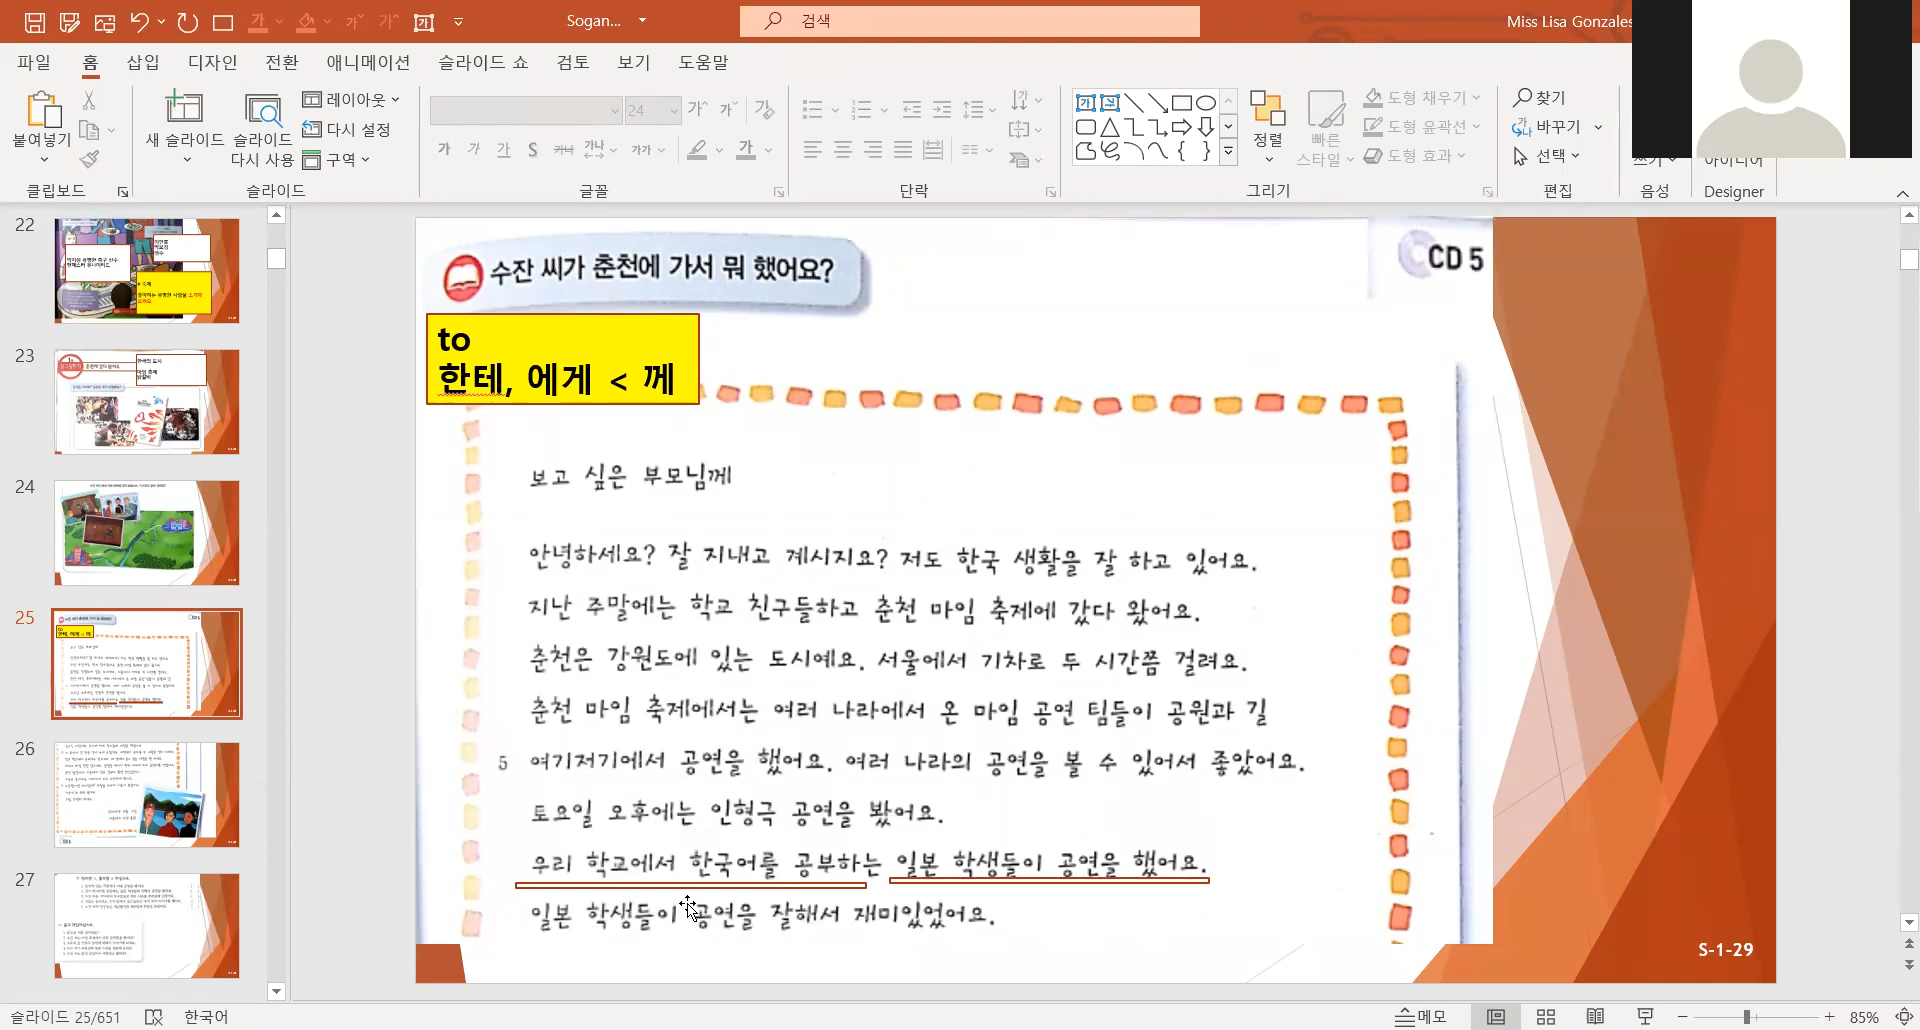 Sogan...
검색
Miss Lisa Gonzales
파일 홈 삽입 디자인 전환 애니메이션 슬라이드 쇼 검토 보기 도움말
붙여넣기
새 슬라이드
슬라이드 다시 사용
레이아웃
다시 설정
구역
24
정렬
빠른 스타일
도형 채우기
도형 윤곽선
도형 효과
찾기
바꾸기
선택
쓰기
아이디어
클립보드
슬라이드
글꼴
단락
그리기
편집
음성
Designer
22
23
24
25
26
27
수잔 씨가 춘천에 가서 뭐 했어요?
CD 5
to
한테, 에게 < 께
보고 싶은 부모님께
안녕하세요? 잘 지내고 계시지요? 저도 한국 생활을 잘 하고 있어요.
지난 주말에는 학교 친구들하고 춘천 마임 축제에 갔다 왔어요.
춘천은 강원도에 있는 도시예요. 서울에서 기차로 두 시간쯤 걸려요.
춘천 마임 축제에서는 여러 나라에서 온 마임 공연 팀들이 공원과 길
5 여기저기에서 공연을 했어요. 여러 나라의 공연을 볼 수 있어서 좋았어요.
토요일 오후에는 인형극 공연을 봤어요.
우리 학교에서 한국어를 공부하는 일본 학생들이 공연을 했어요.
일본 학생들이 공연을 잘해서 재미있었어요.
S-1-29
슬라이드 25/651
한국어
메모
85%